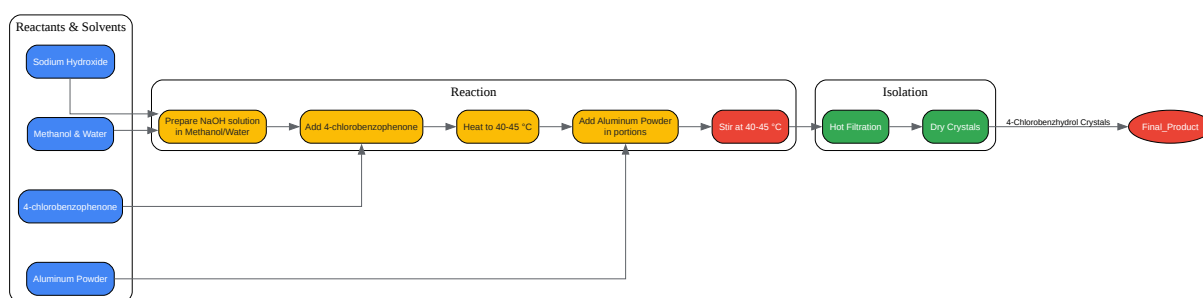 Reactants & Solvents
Sodium Hydroxide
Methanol & Water
4-chlorobenzophenone
Aluminum Powder
Reaction
Prepare NaOH solution
in Methanol/Water
Add 4-chlorobenzophenone
Heat to 40-45 °C
Add Aluminum Powder
in portions
Stir at 40-45 °C
Isolation
Hot Filtration
Dry Crystals
4-Chlorobenzhydrol Crystals
Final_Product